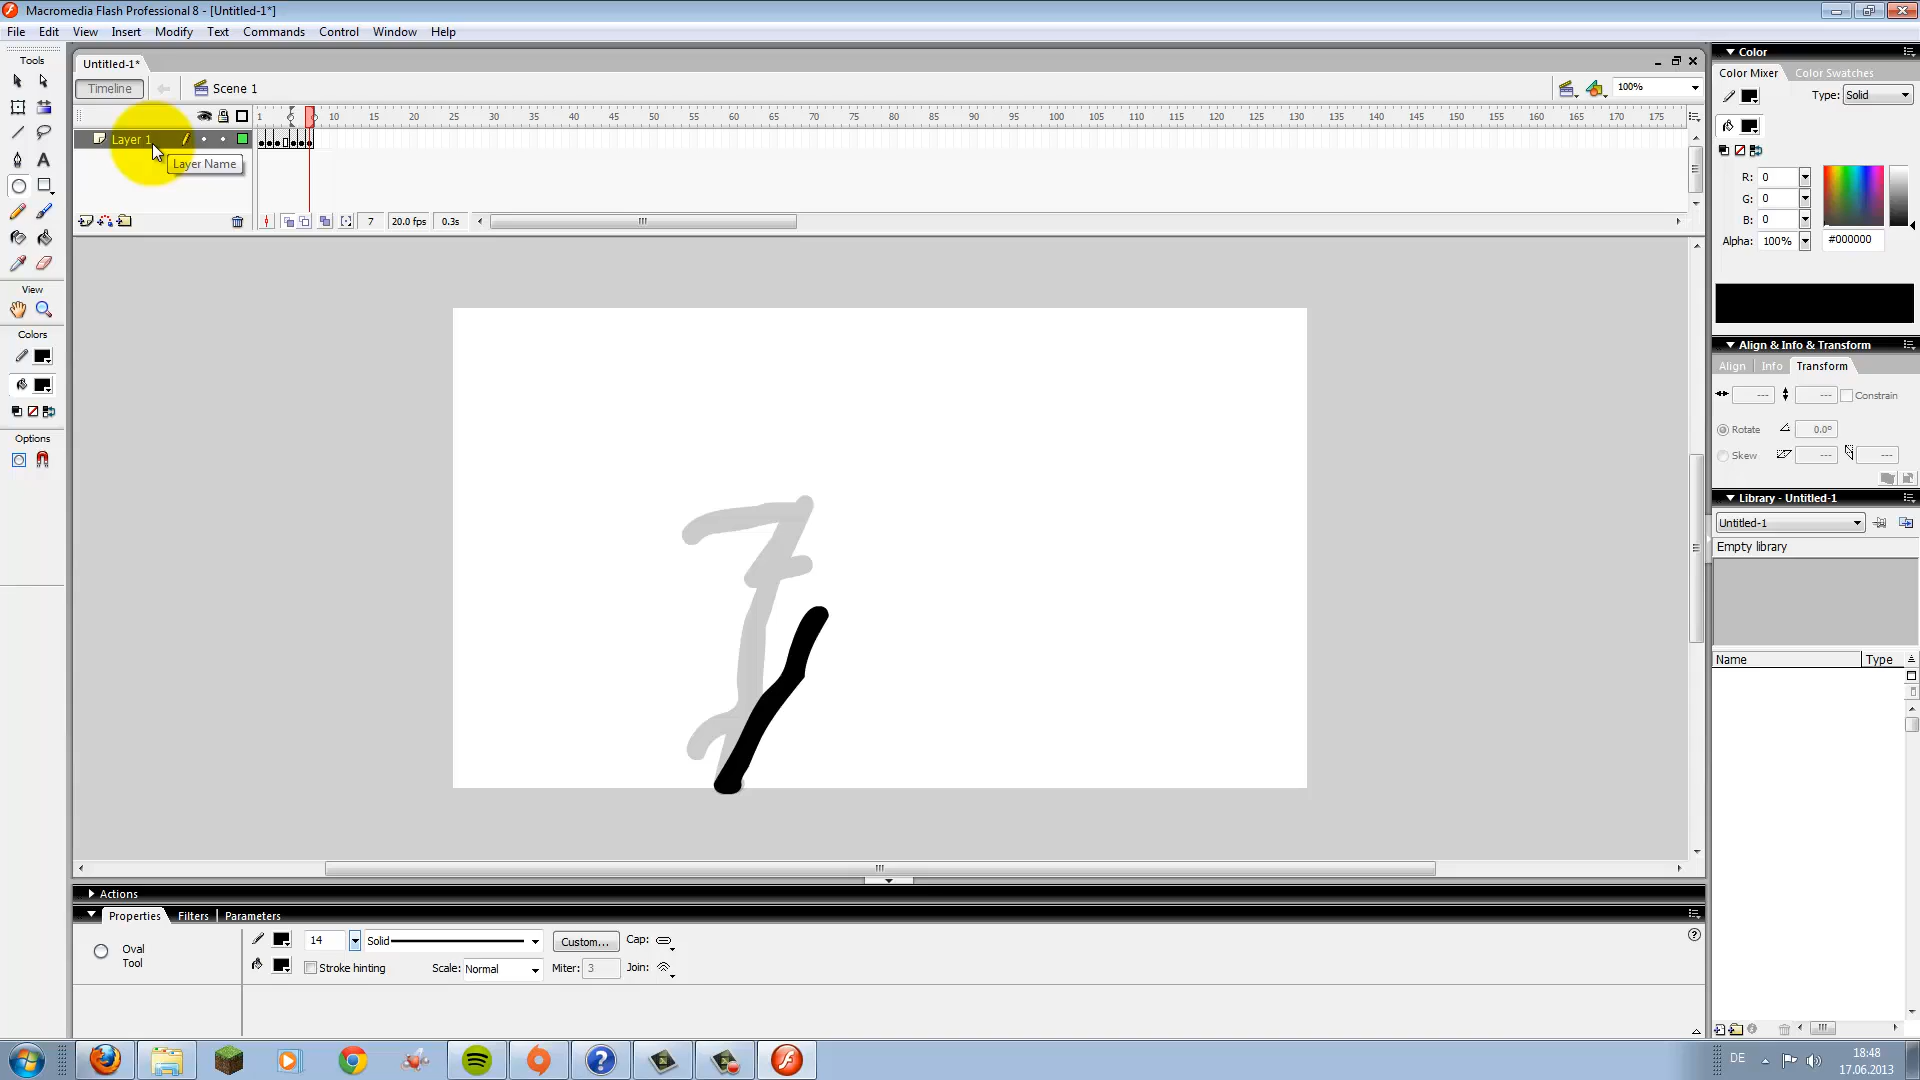 Macromedia Flash Professional 8 - [Untitled-1*]
File Edit View Insert Modify Text Commands Control Window Help
Tools
Untitled-1*
Timeline
Scene 1
100%
1 5 10 15 20 25 30 35 40 45 50 55 60 65 70 75 80 85 90 95 100 105 110 115 120 125 130 135 140 145 150 155 160 165 170 175
Layer 1
Layer Name
7 20.0 fps 0.3s
View
Colors
Options
Color
Color Mixer Color Swatches
Type: Solid
R: 0
G: 0
B: 0
Alpha: 100% #000000
Align & Info & Transform
Align Info Transform
--- --- Constrain
Rotate 0.0°
Skew --- ---
Library - Untitled-1
Untitled-1
Empty library
Name Type
Actions
Properties Filters Parameters
Oval
Tool
14 Solid Custom... Cap:
Stroke hinting Scale: Normal Miter: 3 Join:
DE
18:48
17.06.2013